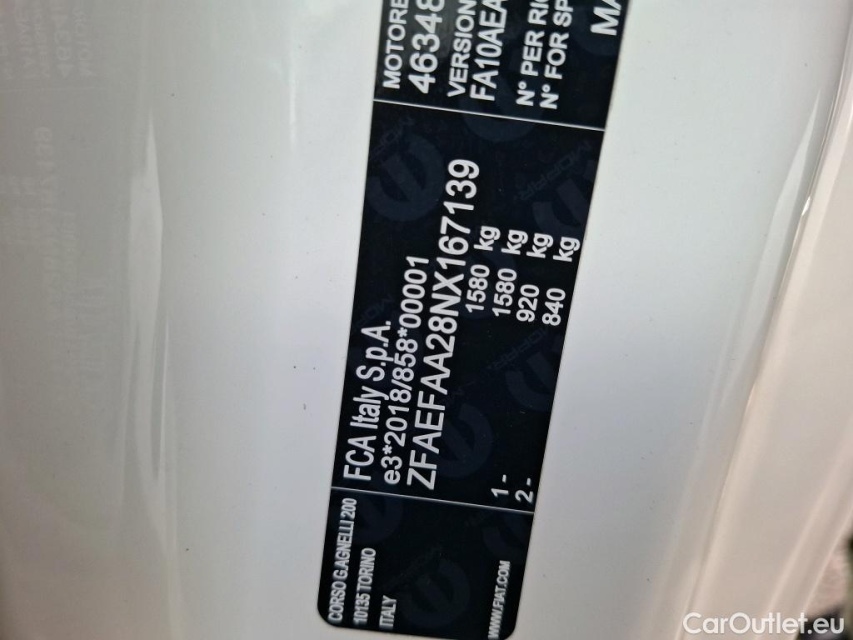 CORSO G.AGNELLI 200
10135 TORINO
ITALY
WWW.FIAT.COM
FCA Italy S.p.A.
e3*2018/858*00001
ZFAEFAA28NX167139
1580 kg
1580 kg
1- 920 kg
2- 840 kg
MOTORE
46348
VERSION
FA10AEA
N° PER RI
N° FOR SP
MA
CarOutlet.eu